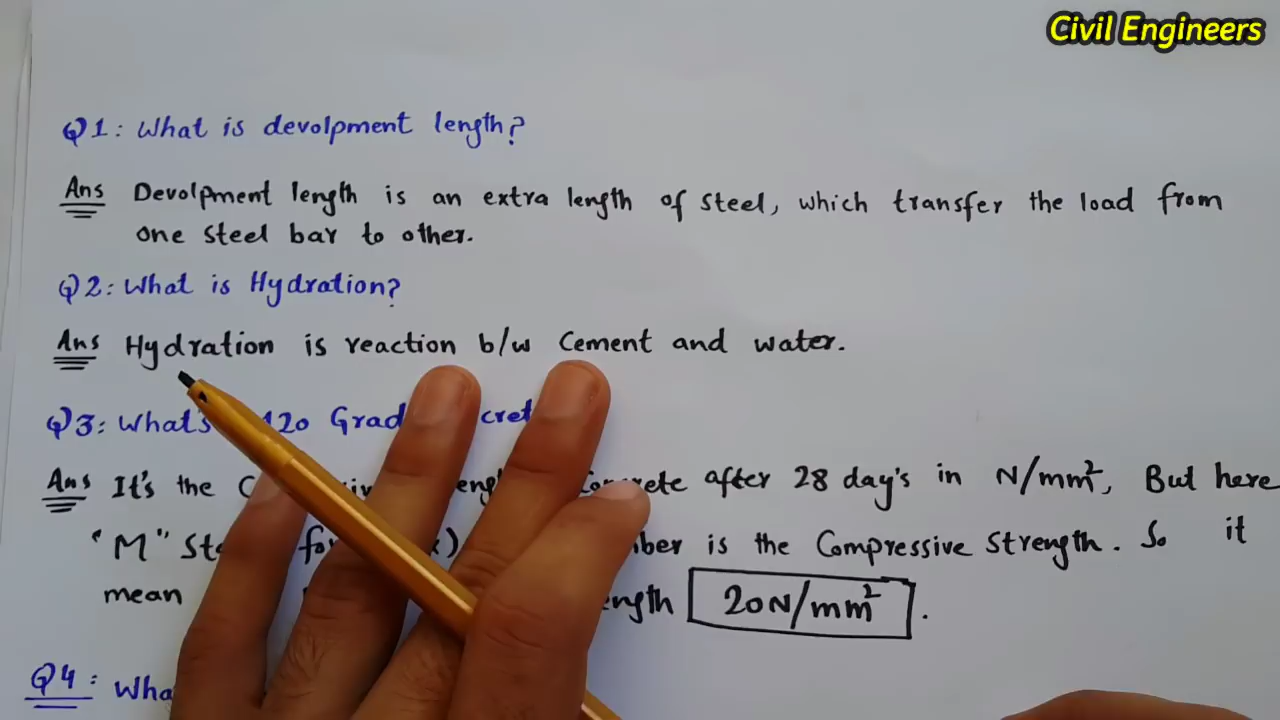 Civil Engineers
Q1: What is devolpment length?
Ans Devolpment length is an extra length of steel, which transfer the load from
one steel bar to other.
Q2: What is Hydration?
Ans Hydration is reaction b/w Cement and water.
Q3: What's
Ans It's the Concrete after 28 day's in N/mm², But here
"M" is the Compressive Strength. So it
mean 20N/mm².
Q4: